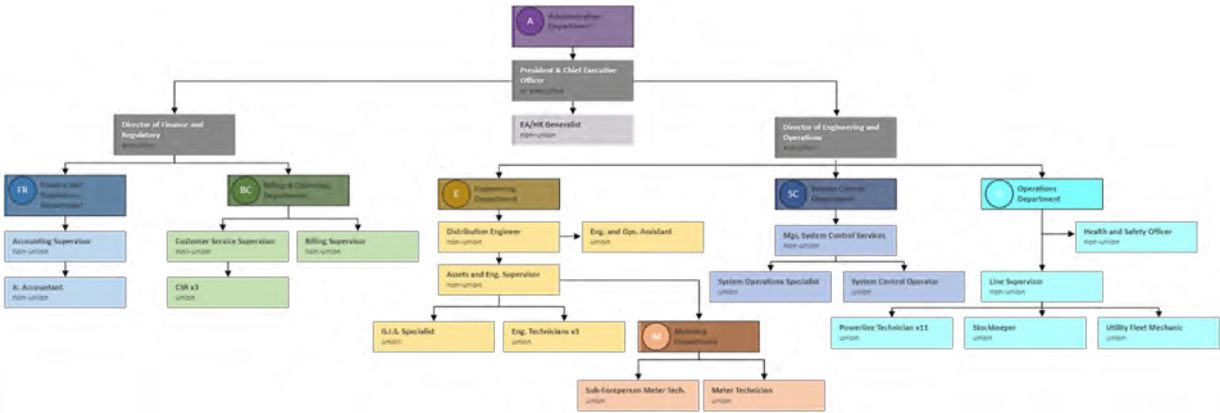 A
Administration
Department
President & Chief Executive
Officer
EA/HR Generalist
non-union
Director of Finance and
Regulatory
executive
Director of Engineering and
Operations
FR
Finance and
Regulatory
Department
BC
Billing & Customer
Department
E
Engineering
Department
SC
System Control
Department
O
Operations
Department
Accounting Supervisor
non-union
Customer Service Supervisor
non-union
Billing Supervisor
non-union
Distribution Engineer
non-union
Eng. and Ops. Assistant
union
Mgr. System Control Services
non-union
Health and Safety Officer
non-union
Jr. Accountant
non-union
CSR x3
union
Assets and Eng. Supervisor
non-union
System Operations Specialist
union
System Control Operator
union
Line Supervisor
non-union
G.I.S. Specialist
union
Eng. Technicians x3
union
M
Metering
Department
Powerline Technician x11
union
Stockkeeper
union
Utility Fleet Mechanic
union
Sub-Foreperson Meter Tech.
union
Meter Technician
union